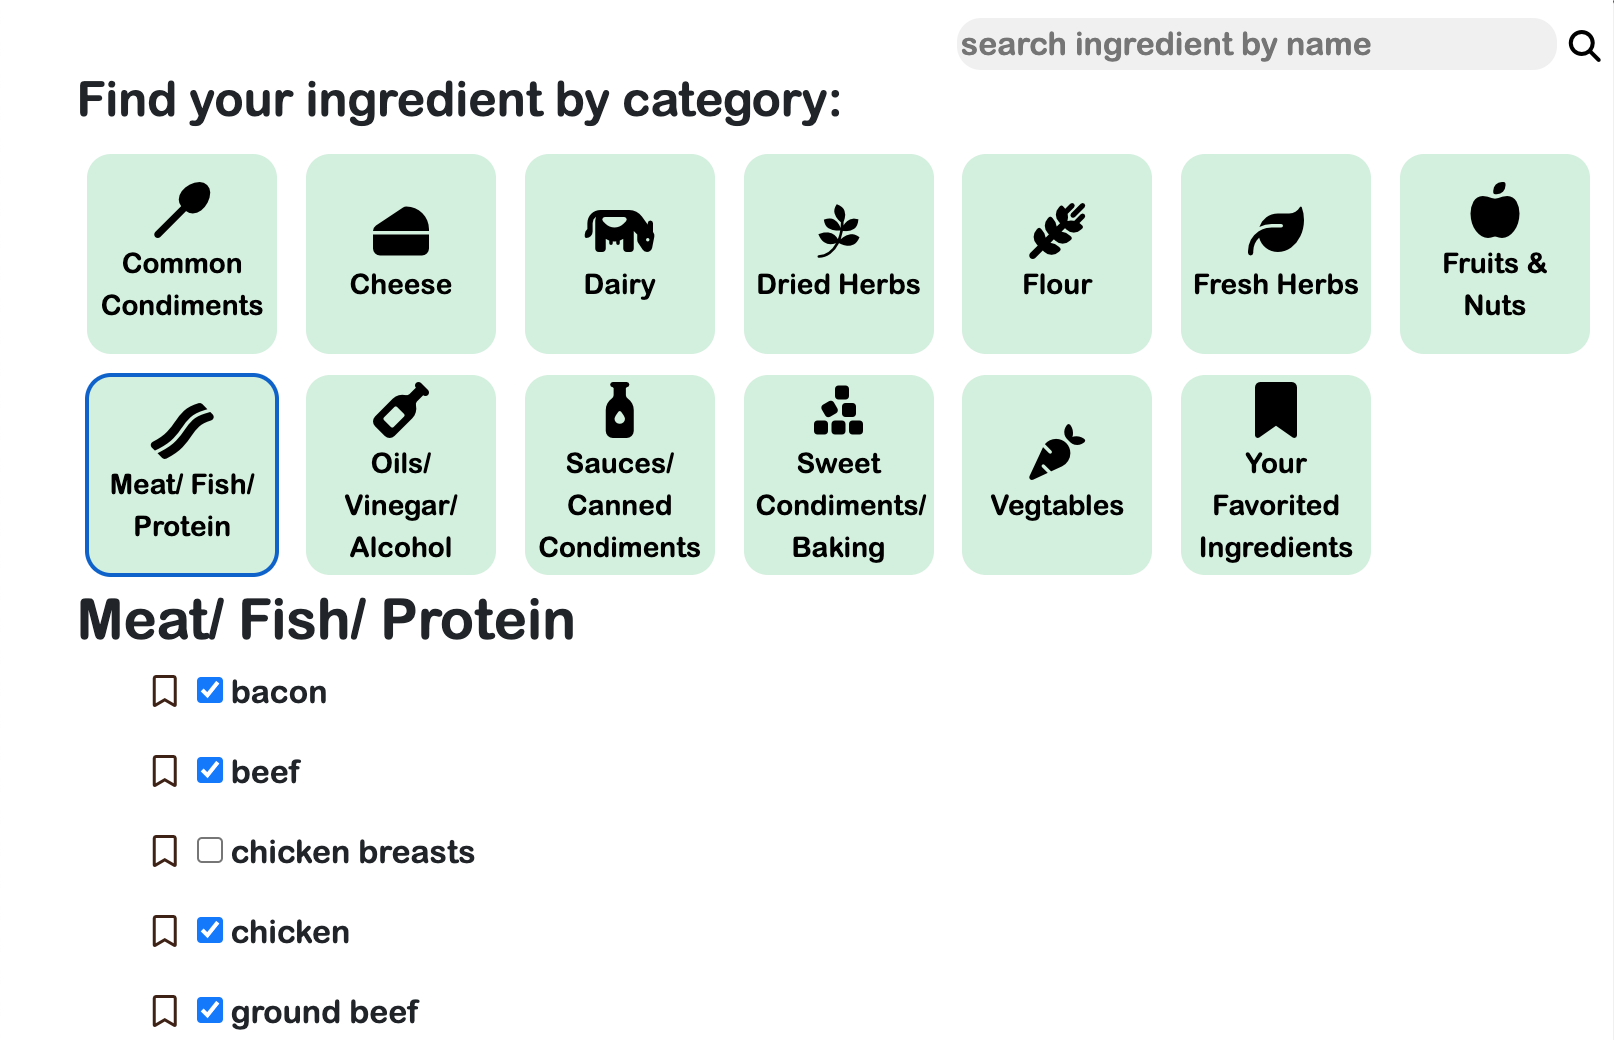 search ingredient by name
Find your ingredient by category:
Common
Condiments
Cheese
Dairy
Dried Herbs
Flour
Fresh Herbs
Fruits &
Nuts
Meat/ Fish/
Protein
Oils/
Vinegar/
Alcohol
Sauces/
Canned
Condiments
Sweet
Condiments/
Baking
Vegtables
Your
Favorited
Ingredients
Meat/ Fish/ Protein
bacon
beef
chicken breasts
chicken
ground beef